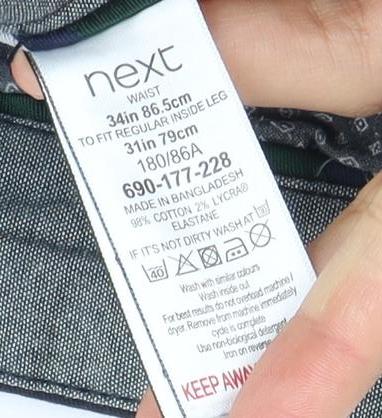 next
WAIST
34in 86.5cm
TO FIT REGULAR INSIDE LEG
31in 79cm
180/86A
690-177-228
MADE IN BANGLADESH
98% COTTON 2% LYCRA®
ELASTANE
IF IT'S NOT DIRTY WASH AT
40
Wash with similar colours
Wash inside out
For best results do not overload machine/
dryer. Remove from machine immediately
cycle is complete
Use non-biological detergent
Iron on reverse
KEEP AWAY